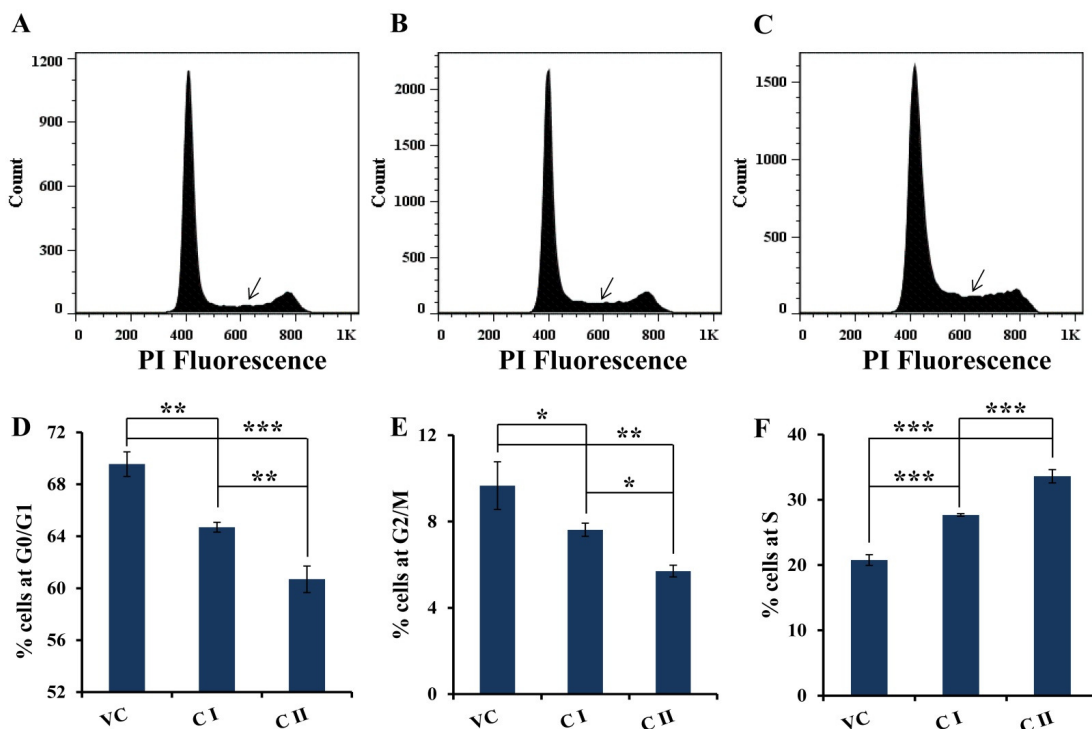 A
1200
900
600
300
0
Count
0 200 400 600 800 1K
PI Fluorescence
B
2000
1500
1000
500
0
Count
0 200 400 600 800 1K
PI Fluorescence
C
1500
1000
500
0
Count
0 200 400 600 800 1K
PI Fluorescence
D
72
68
64
60
56
52
% cells at G0/G1
**
***
**
VC C I C II
E
12
8
4
0
% cells at G2/M
*
**
*
VC C I C II
F
40
30
20
10
0
% cells at S
***
***
***
VC C I C II